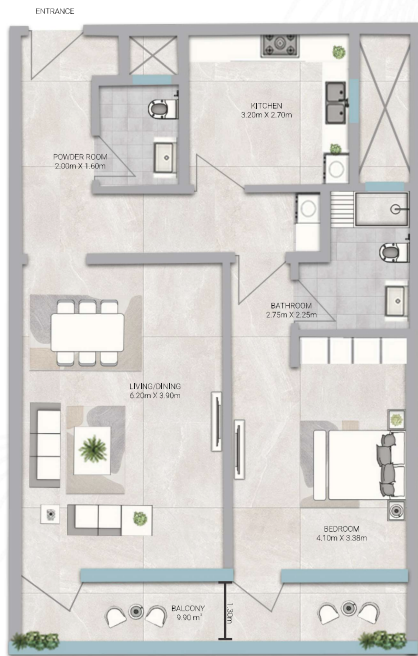 ENTRANCE
KITCHEN
3.20m X 2.70m
POWDER ROOM
2.00m X 1.60m
BATHROOM
2.75m X 2.25m
LIVING/DINING
6.20m X 3.90m
BEDROOM
4.10m X 3.38m
BALCONY
9.90 m²
1.30m